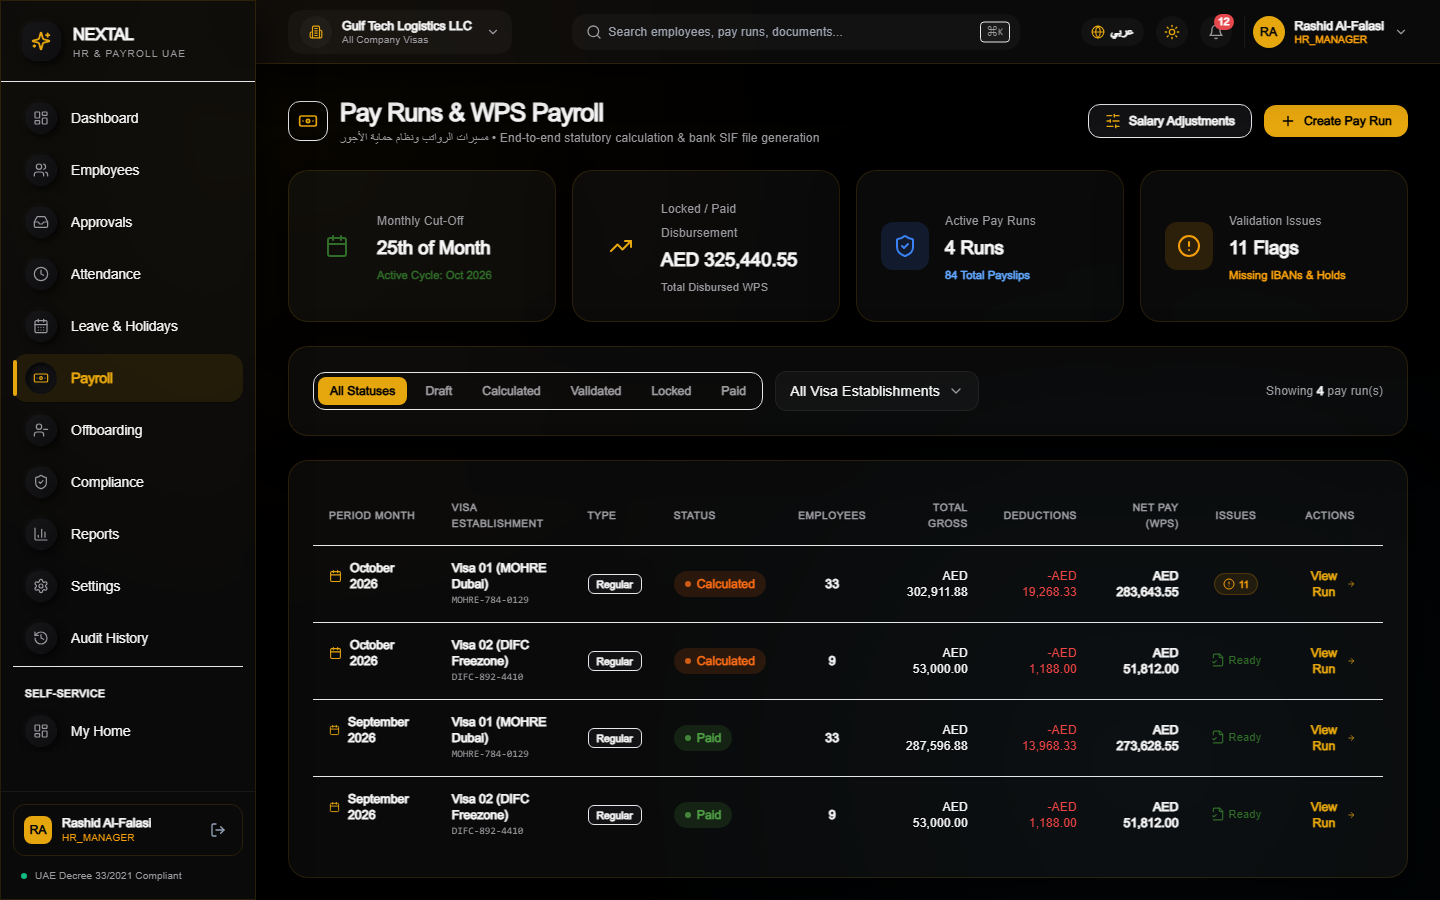 NEXTAL
HR & PAYROLL UAE
Dashboard
Employees
Approvals
Attendance
Leave & Holidays
Payroll
Offboarding
Compliance
Reports
Settings
Audit History
SELF-SERVICE
My Home
RA
Rashid Al-Falasi
HR_MANAGER
UAE Decree 33/2021 Compliant
Gulf Tech Logistics LLC
All Company Visas
Search employees, pay runs, documents...
⌘K
عربي
12
RA
Rashid Al-Falasi
HR_MANAGER
Pay Runs & WPS Payroll
مسيرات الرواتب ونظام حماية الأجور • End-to-end statutory calculation & bank SIF file generation
Salary Adjustments
Create Pay Run
Monthly Cut-Off
25th of Month
Active Cycle: Oct 2026
Locked / Paid
Disbursement
AED 325,440.55
Total Disbursed WPS
Active Pay Runs
4 Runs
84 Total Payslips
Validation Issues
11 Flags
Missing IBANs & Holds
All Statuses
Draft
Calculated
Validated
Locked
Paid
All Visa Establishments
Showing 4 pay run(s)
PERIOD MONTH
VISA
ESTABLISHMENT
TYPE
STATUS
EMPLOYEES
TOTAL
GROSS
DEDUCTIONS
NET PAY
(WPS)
ISSUES
ACTIONS
October
2026
Visa 01 (MOHRE
Dubai)
MOHRE-784-0129
Regular
Calculated
33
AED
302,911.88
-AED
19,268.33
AED
283,643.55
11
View
Run
October
2026
Visa 02 (DIFC
Freezone)
DIFC-892-4410
Regular
Calculated
9
AED
53,000.00
-AED
1,188.00
AED
51,812.00
Ready
View
Run
September
2026
Visa 01 (MOHRE
Dubai)
MOHRE-784-0129
Regular
Paid
33
AED
287,596.88
-AED
13,968.33
AED
273,628.55
Ready
View
Run
September
2026
Visa 02 (DIFC
Freezone)
DIFC-892-4410
Regular
Paid
9
AED
53,000.00
-AED
1,188.00
AED
51,812.00
Ready
View
Run